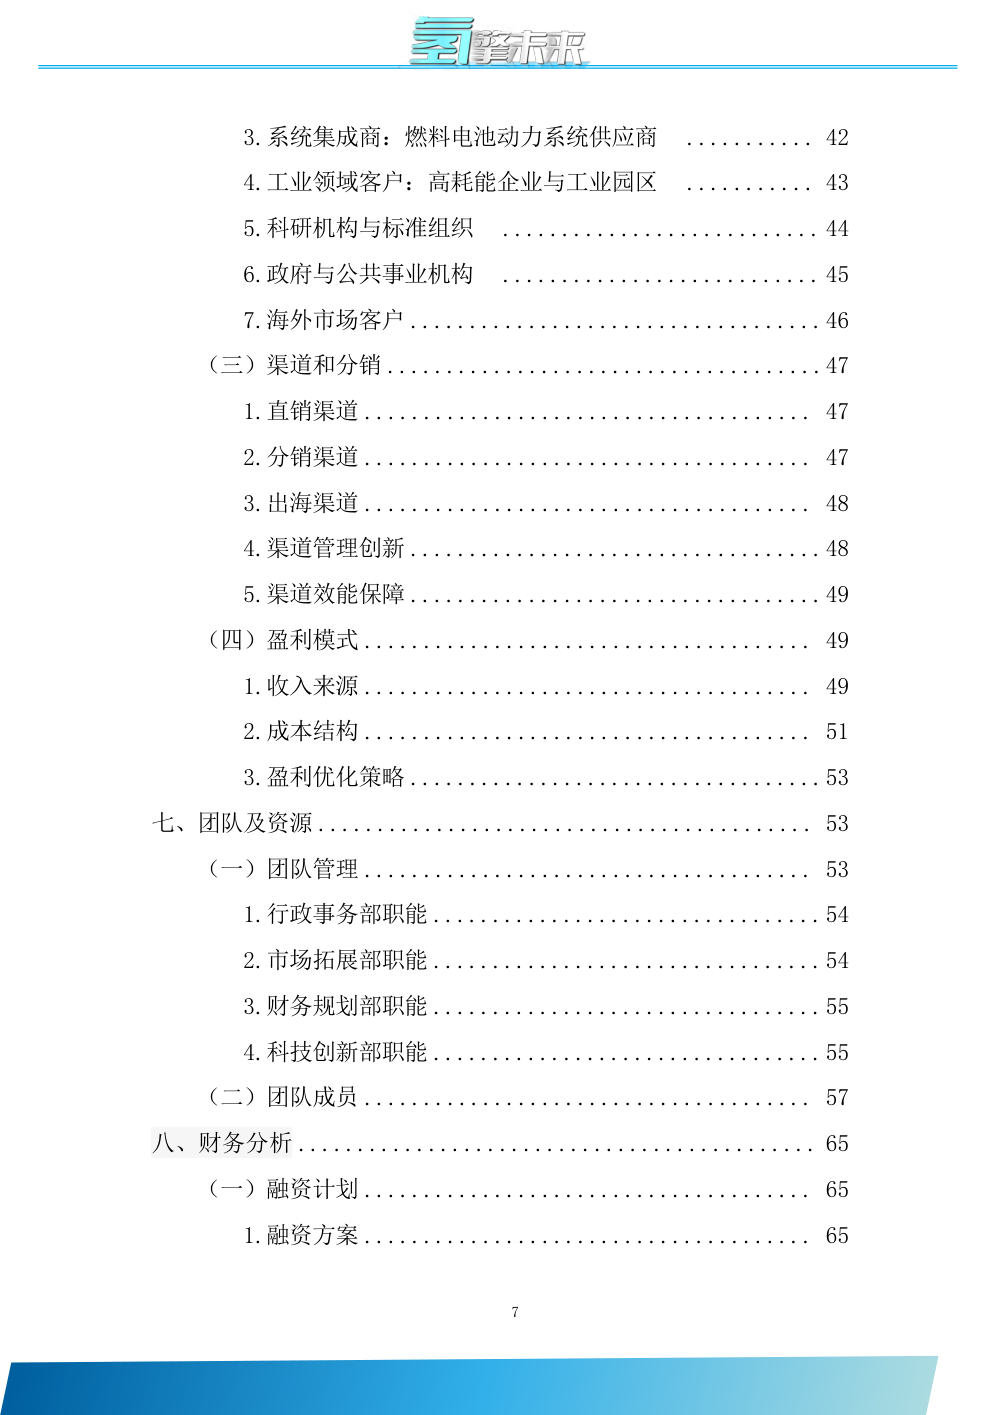 氢擎未来
3.系统集成商：燃料电池动力系统供应商 ........... 42
4.工业领域客户：高耗能企业与工业园区 ........... 43
5.科研机构与标准组织 ........................... 44
6.政府与公共事业机构 ........................... 45
7.海外市场客户................................... 46
（三）渠道和分销..................................... 47
1.直销渠道...................................... 47
2.分销渠道...................................... 47
3.出海渠道...................................... 48
4.渠道管理创新................................... 48
5.渠道效能保障................................... 49
（四）盈利模式...................................... 49
1.收入来源...................................... 49
2.成本结构...................................... 51
3.盈利优化策略................................... 53
七、团队及资源.......................................... 53
（一）团队管理...................................... 53
1.行政事务部职能................................. 54
2.市场拓展部职能................................. 54
3.财务规划部职能................................. 55
4.科技创新部职能................................. 55
（二）团队成员...................................... 57
八、财务分析............................................ 65
（一）融资计划...................................... 65
1.融资方案...................................... 65
7